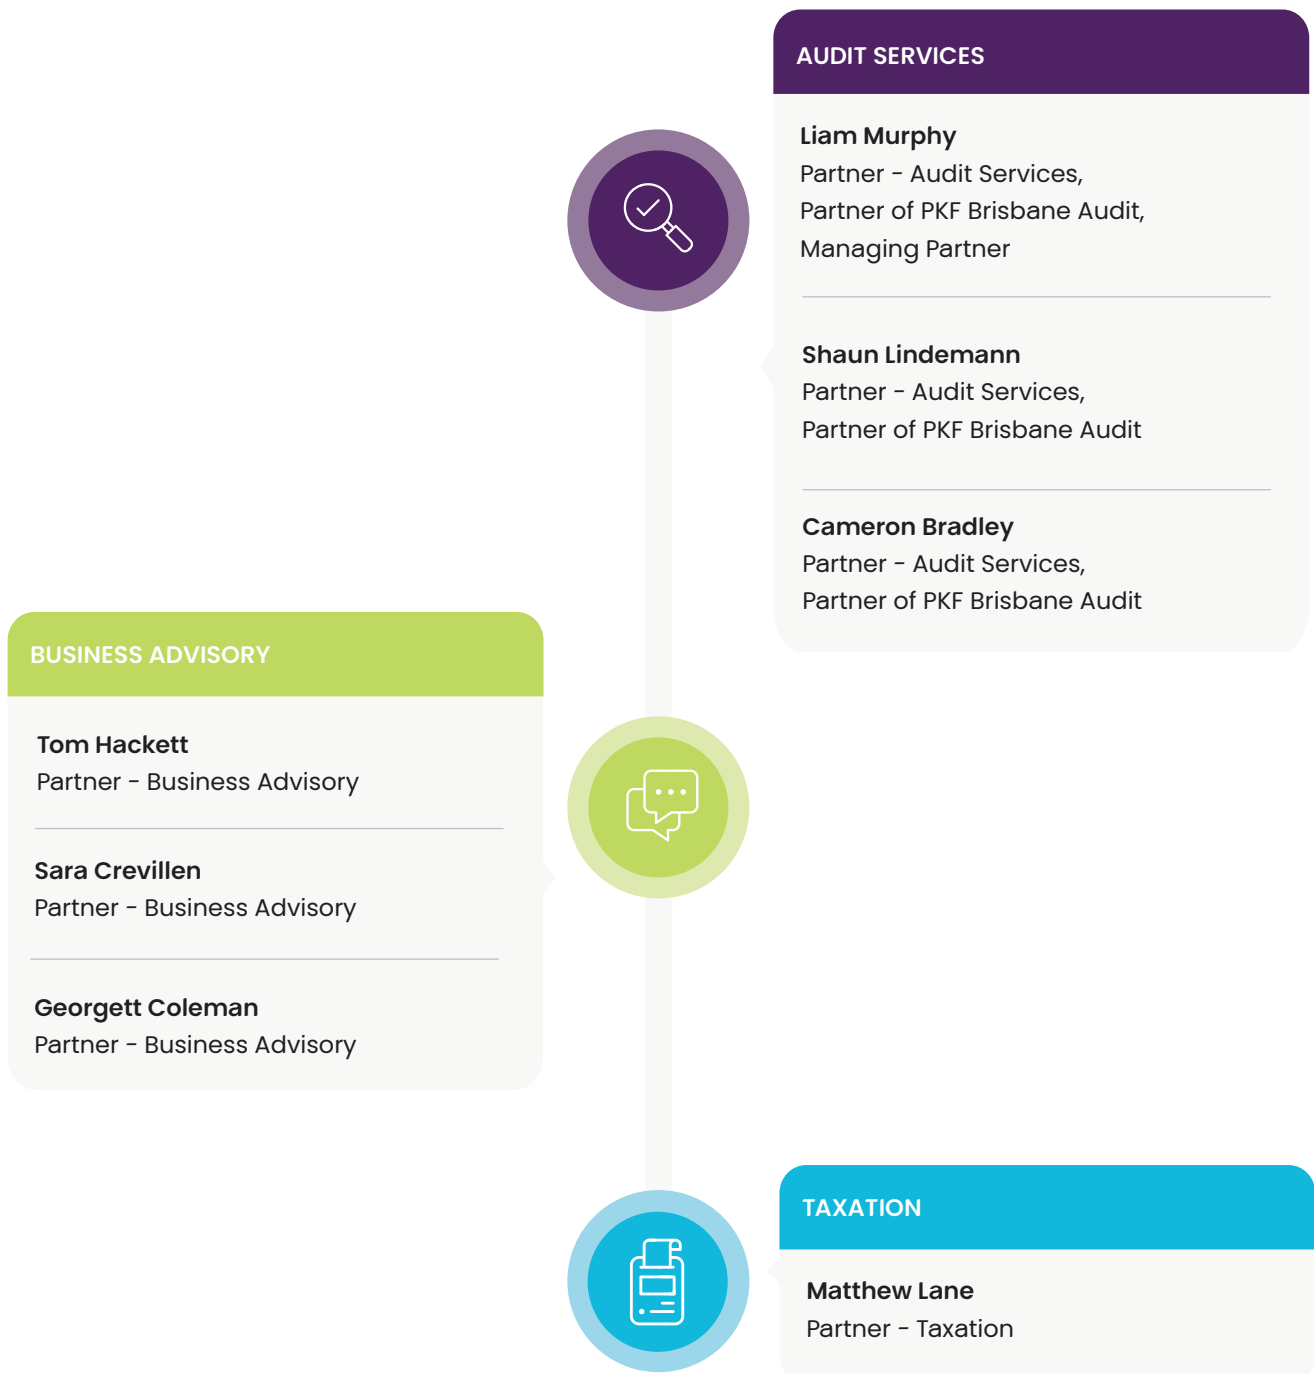 AUDIT SERVICES
Liam Murphy
Partner - Audit Services,
Partner of PKF Brisbane Audit,
Managing Partner
Shaun Lindemann
Partner - Audit Services,
Partner of PKF Brisbane Audit
Cameron Bradley
Partner - Audit Services,
Partner of PKF Brisbane Audit
BUSINESS ADVISORY
Tom Hackett
Partner - Business Advisory
Sara Crevillen
Partner - Business Advisory
Georgett Coleman
Partner - Business Advisory
TAXATION
Matthew Lane
Partner - Taxation